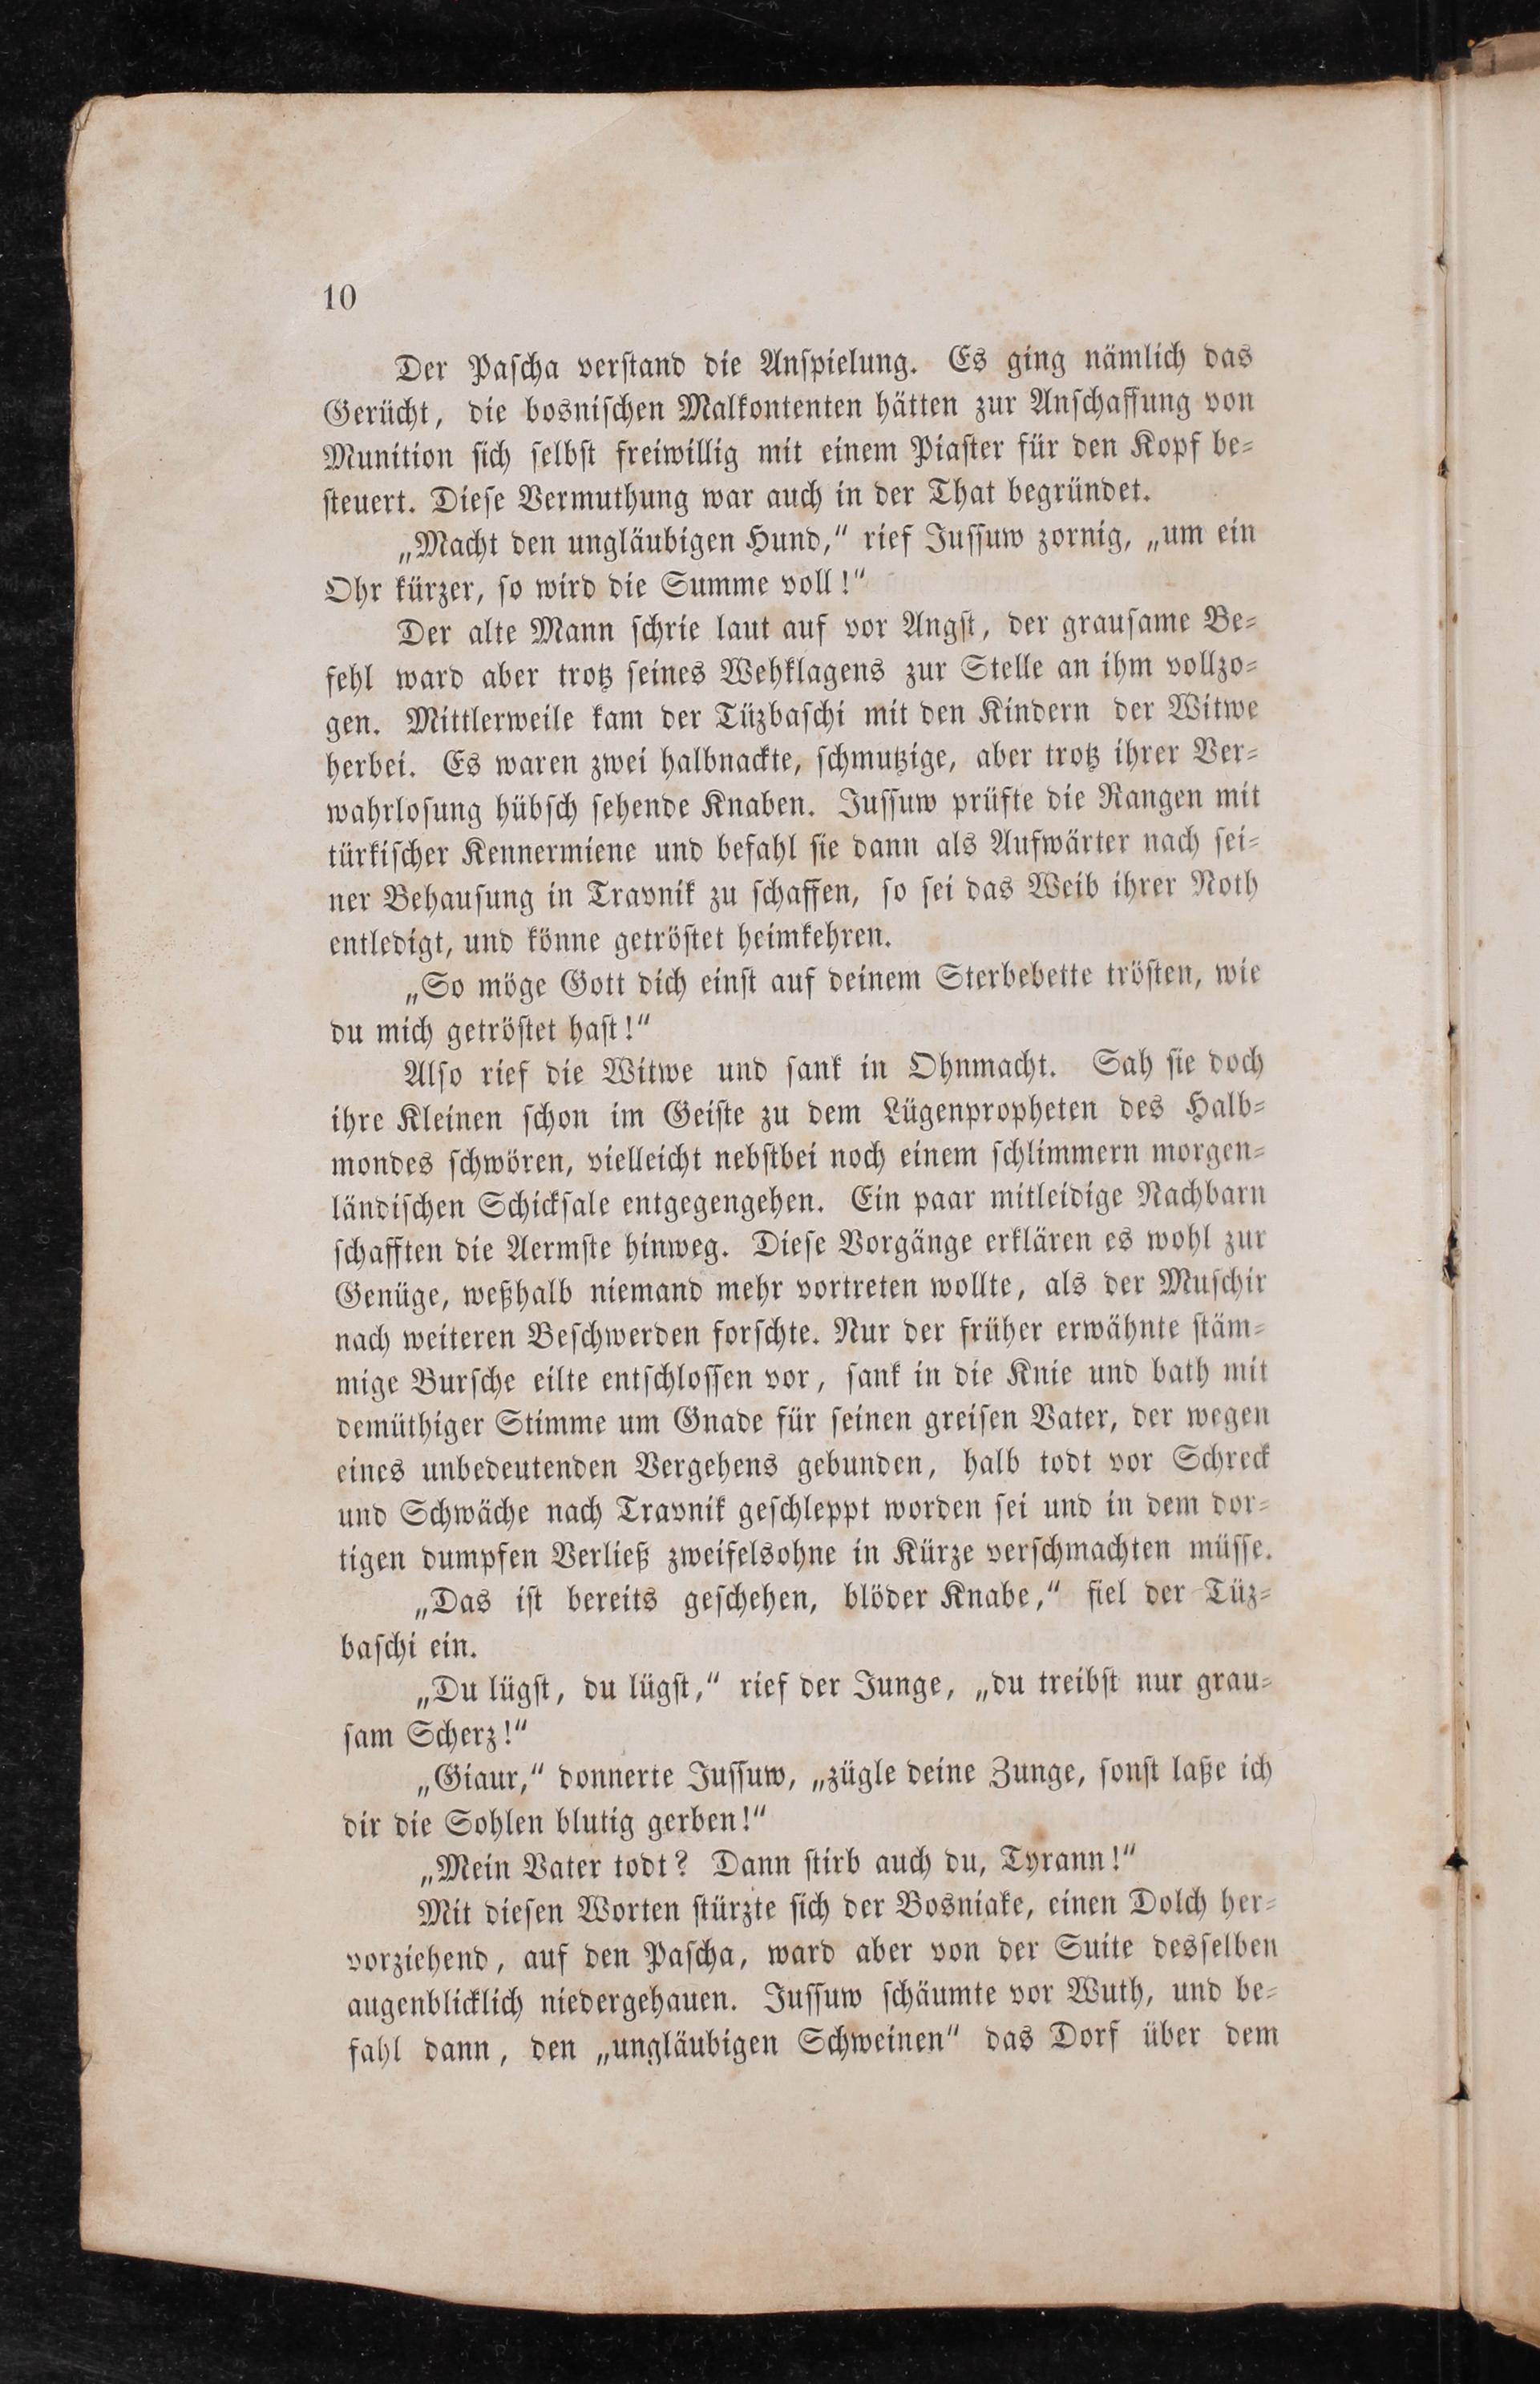 10
Der Paſcha verſtand die Anſpielung. Es ging nämlich das
Gerücht, die bosniſchen Malkontenten hätten zur Anſchaffung von
Munition ſich ſelbſt freiwillig mit einem Piaſter für den Kopf be⸗
ſteuert. Dieſe Vermuthung war auch in der That begründet.
„Macht den ungläubigen Hund,“ rief Juſſuw zornig, „um ein
Ohr kürzer, ſo wird die Summe voll!“
Der alte Mann ſchrie laut auf vor Angſt, der grauſame Be⸗
fehl ward aber trotz ſeines Wehklagens zur Stelle an ihm vollzo⸗
gen. Mittlerweile kam der Tüzbaſchi mit den Kindern der Witwe
herbei. Es waren zwei halbnackte, ſchmutzige, aber trotz ihrer Ver⸗
wahrloſung hübſch ſehende Knaben. Juſſuw prüfte die Rangen mit
türkiſcher Kennermiene und befahl ſie dann als Aufwärter nach ſei⸗
ner Behauſung in Travnik zu ſchaffen, ſo ſei das Weib ihrer Noth
entledigt, und könne getröſtet heimkehren.
„So möge Gott dich einſt auf deinem Sterbebette tröſten, wie
du mich getröſtet haſt!“
Alſo rief die Witwe und ſank in Ohnmacht. Sah ſie doch
ihre Kleinen ſchon im Geiſte zu dem Lügenpropheten des Halb⸗
mondes ſchwören, vielleicht nebſtbei noch einem ſchlimmern morgen⸗
ländiſchen Schickſale entgegengehen. Ein paar mitleidige Nachbarn
ſchafften die Aermſte hinweg. Dieſe Vorgänge erklären es wohl zur
Genüge, weßhalb niemand mehr vortreten wollte, als der Muſchir
nach weiteren Beſchwerden forſchte. Nur der früher erwähnte ſtäm⸗
mige Burſche eilte entſchloſſen vor, ſank in die Knie und bath mit
demüthiger Stimme um Gnade für ſeinen greiſen Vater, der wegen
eines unbedeutenden Vergehens gebunden, halb todt vor Schreck
und Schwäche nach Travnik geſchleppt worden ſei und in dem dor⸗
tigen dumpfen Verließ zweifelsohne in Kürze verſchmachten müſſe.
„Das iſt bereits geſchehen, blöder Knabe,“ fiel der Tüz⸗
baſchi ein.
„Du lügſt, du lügſt,“ rief der Junge, „du treibſt nur grau⸗
ſam Scherz!“
„Giaur,“ donnerte Juſſuw, „zügle deine Zunge, ſonſt laße ich
dir die Sohlen blutig gerben!“
„Mein Vater todt? Dann ſtirb auch du, Tyrann!“
Mit dieſen Worten ſtürzte ſich der Bosniake, einen Dolch her⸗
vorziehend, auf den Paſcha, ward aber von der Suite desſelben
augenblicklich niedergehauen. Juſſuw ſchäumte vor Wuth, und be⸗
fahl dann, den „ungläubigen Schweinen“ das Dorf über dem